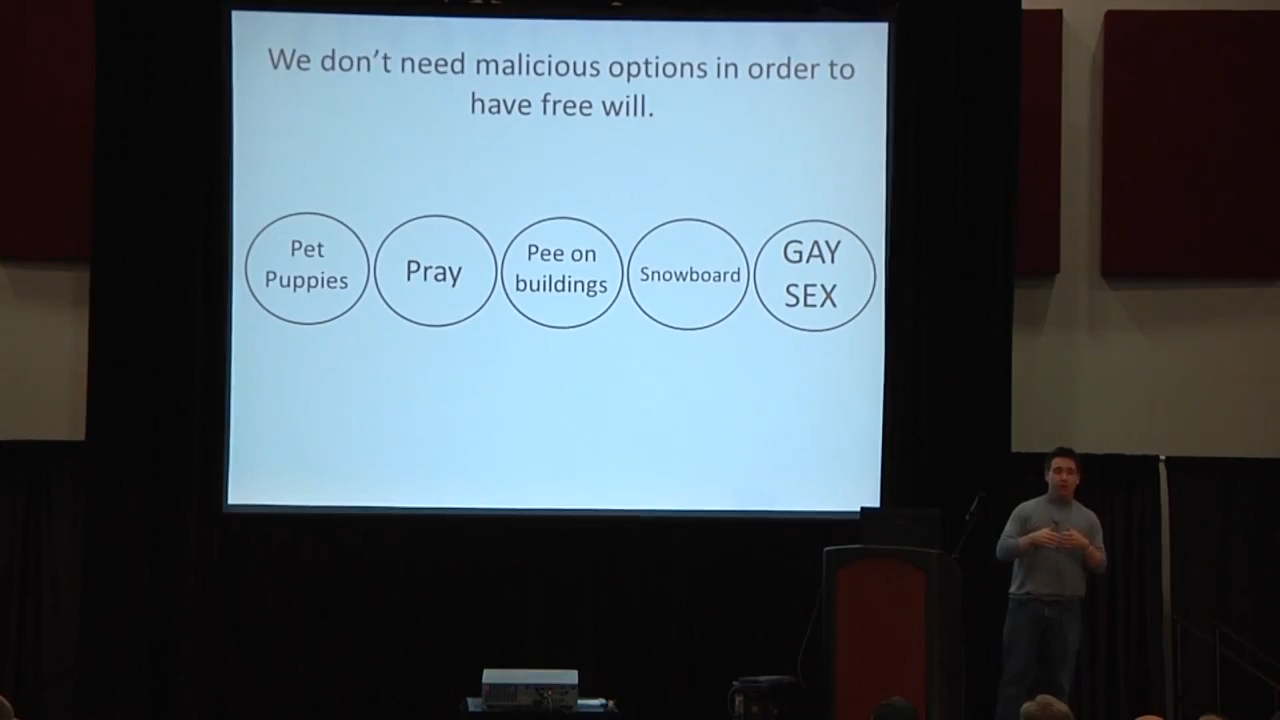 We don't need malicious options in order to
have free will.
Pet
Puppies
Pray
Pee on
buildings
Snowboard
GAY
SEX